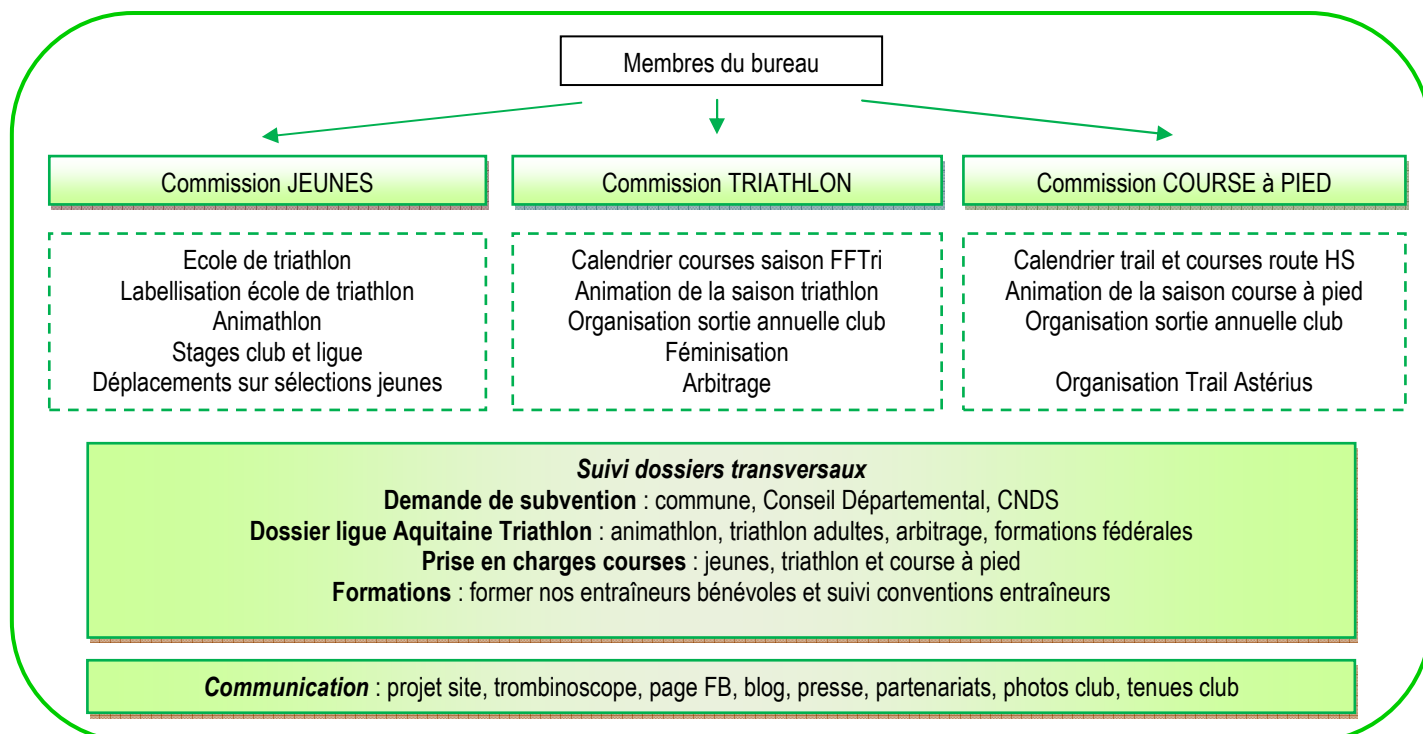 Membres du bureau
Commission JEUNES
Commission TRIATHLON
Commission COURSE à PIED
Ecole de triathlon
Labellisation école de triathlon
Animathlon
Stages club et ligue
Déplacements sur sélections jeunes
Calendrier courses saison FFTri
Animation de la saison triathlon
Organisation sortie annuelle club
Féminisation
Arbitrage
Calendrier trail et courses route HS
Animation de la saison course à pied
Organisation sortie annuelle club
Organisation Trail Astérius
Suivi dossiers transversaux
Demande de subvention : commune, Conseil Départemental, CNDS
Dossier ligue Aquitaine Triathlon : animathlon, triathlon adultes, arbitrage, formations fédérales
Prise en charges courses : jeunes, triathlon et course à pied
Formations : former nos entraîneurs bénévoles et suivi conventions entraîneurs
Communication : projet site, trombinoscope, page FB, blog, presse, partenariats, photos club, tenues club